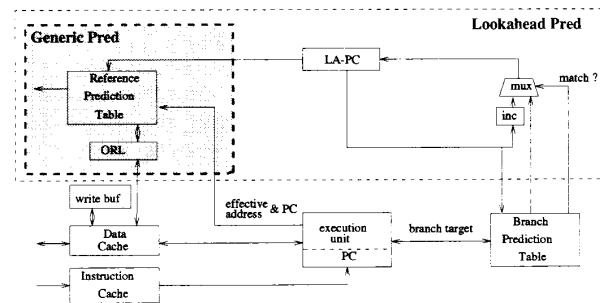 Lookahead Pred
Generic Pred
LA-PC
Reference
Prediction
Table
mux
match ?
inc
ORL
write buf
effective
address & PC
Data
Cache
execution
unit
PC
branch target
Branch
Prediction
Table
Instruction
Cache